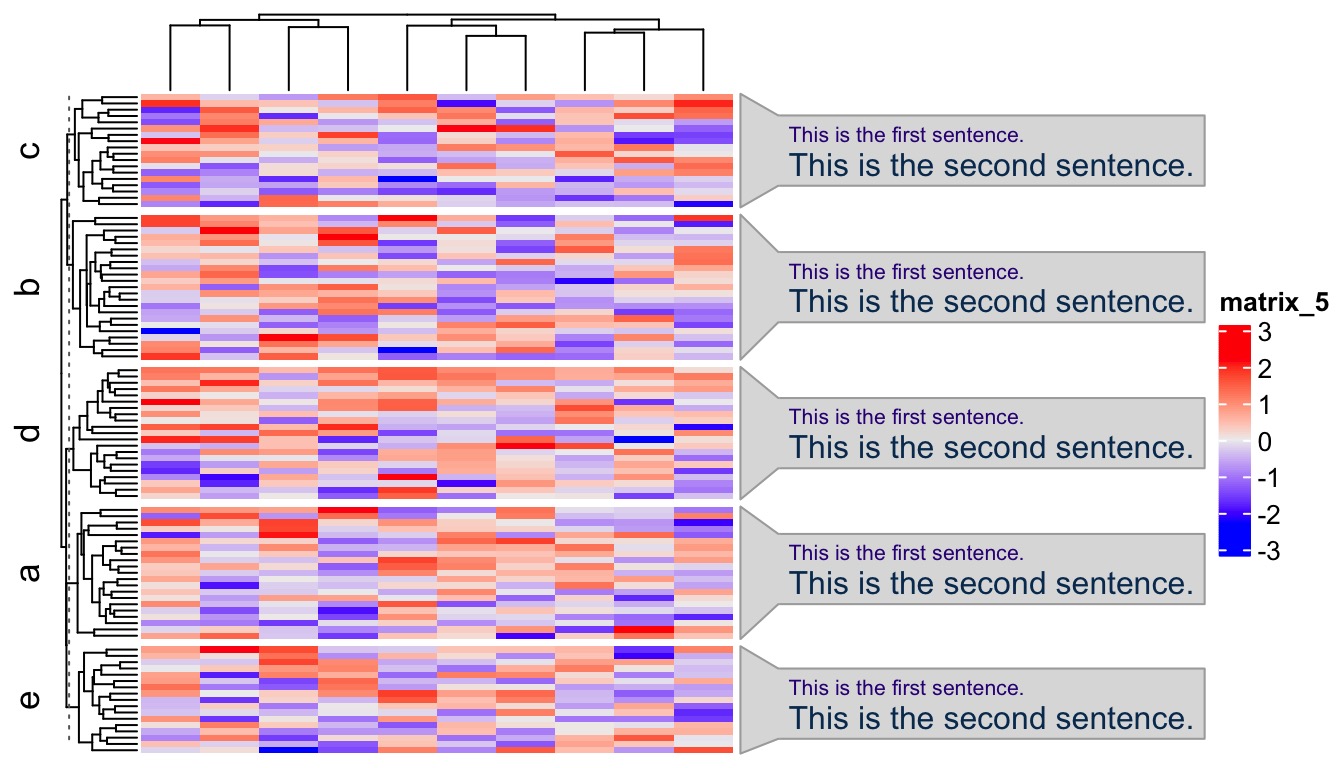 c
This is the first sentence.
This is the second sentence.
b
This is the first sentence.
This is the second sentence.
d
This is the first sentence.
This is the second sentence.
a
This is the first sentence.
This is the second sentence.
e
This is the first sentence.
This is the second sentence.
matrix_5
3
2
1
0
-1
-2
-3